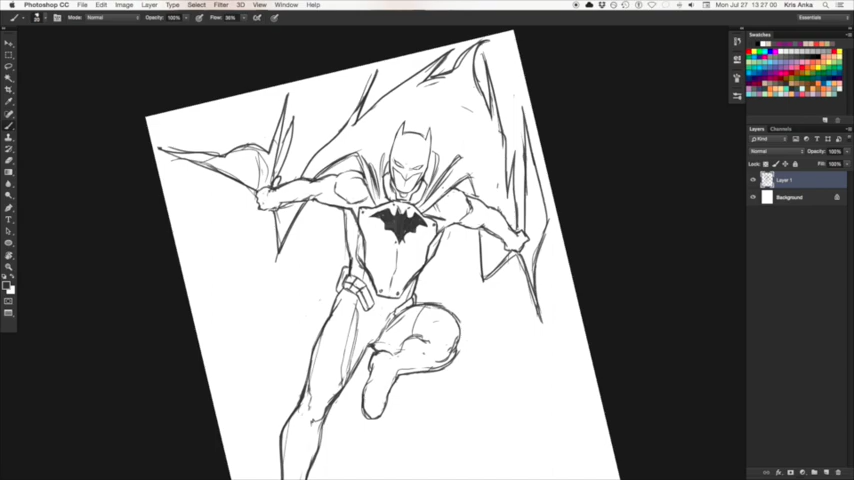 Photoshop CC File Edit Image Layer Type Select Filter 3D View Window Help Mon Jul 27 13:27:00 Kris Anka
Mode: Normal Opacity: 100% Flow: 36% Essentials
Swatches
Layers Channels
Kind
Normal Opacity: 100%
Lock: Fill: 100%
Layer 1
Background